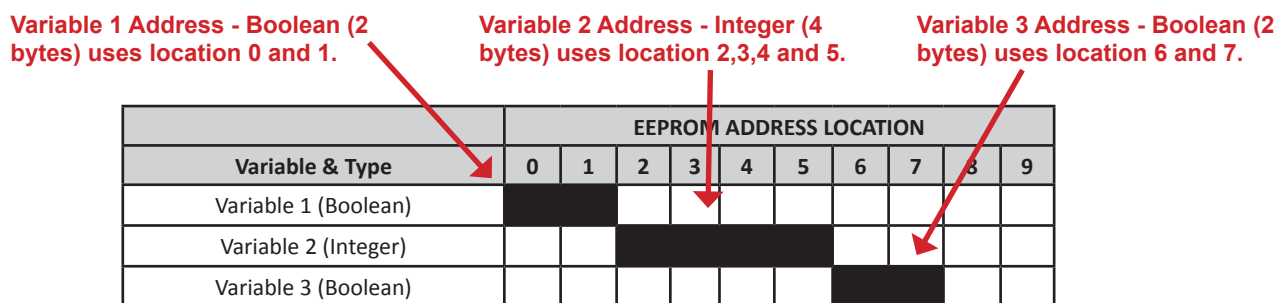 Variable 1 Address - Boolean (2
bytes) uses location 0 and 1.
Variable 2 Address - Integer (4
bytes) uses location 2,3,4 and 5.
Variable 3 Address - Boolean (2
bytes) uses location 6 and 7.
EEPROM ADDRESS LOCATION
Variable & Type 0 1 2 3 4 5 6 7 8 9
Variable 1 (Boolean)
Variable 2 (Integer)
Variable 3 (Boolean)